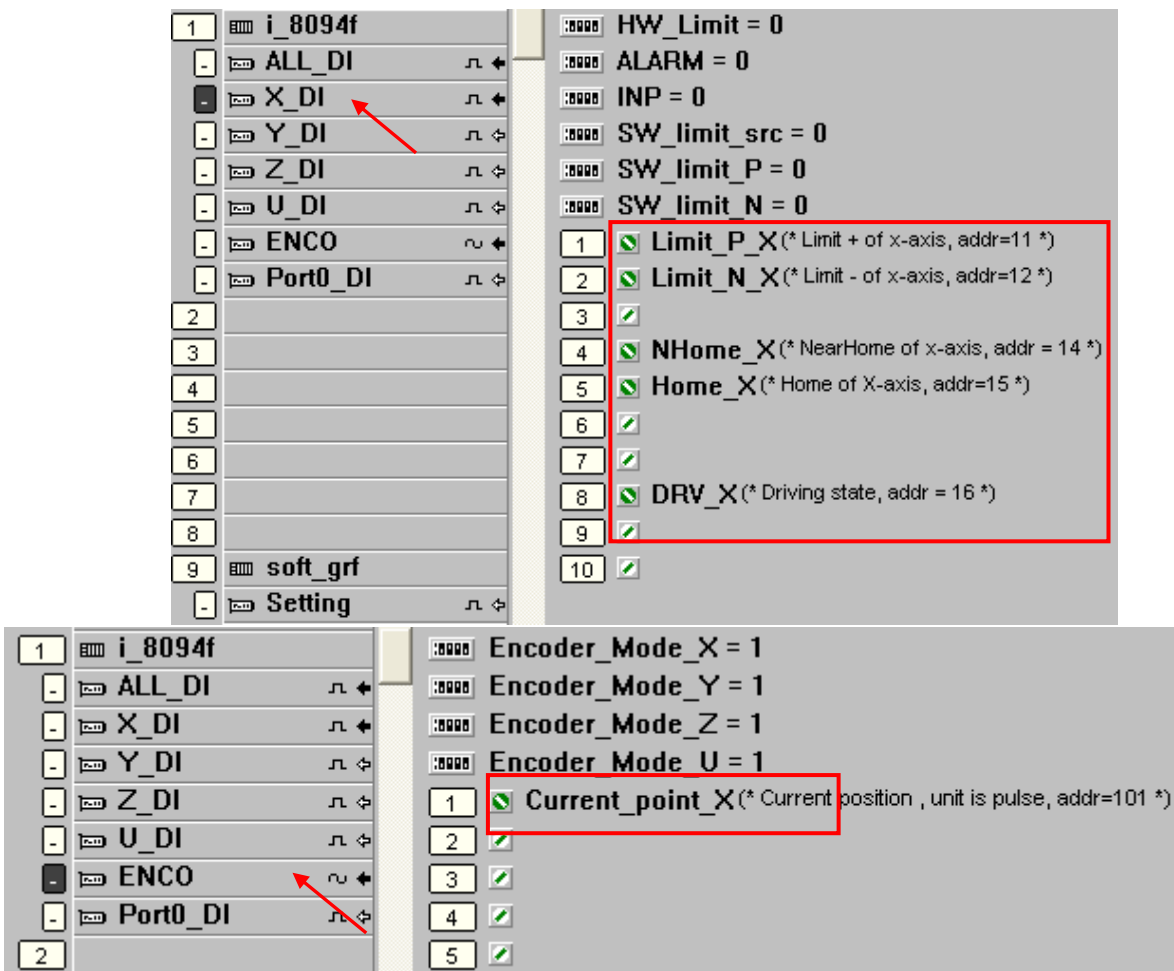 1 i_8094f HW_Limit = 0
- ALL_DI ALARM = 0
- X_DI INP = 0
- Y_DI SW_limit_src = 0
- Z_DI SW_limit_P = 0
- U_DI SW_limit_N = 0
- ENCO 1 Limit_P_X (* Limit + of x-axis, addr=11 *)
- Port0_DI 2 Limit_N_X (* Limit - of x-axis, addr=12 *)
2 3
3 4 NHome_X (* NearHome of x-axis, addr = 14 *)
4 5 Home_X (* Home of X-axis, addr=15 *)
5 6
6 7
7 8 DRV_X (* Driving state, addr = 16 *)
8 9
9 soft_grf 10
- Setting
1 i_8094f Encoder_Mode_X = 1
- ALL_DI Encoder_Mode_Y = 1
- X_DI Encoder_Mode_Z = 1
- Y_DI Encoder_Mode_U = 1
- Z_DI 1 Current_point_X (* Current position , unit is pulse, addr=101 *)
- U_DI 2
- ENCO 3
- Port0_DI 4
2 5